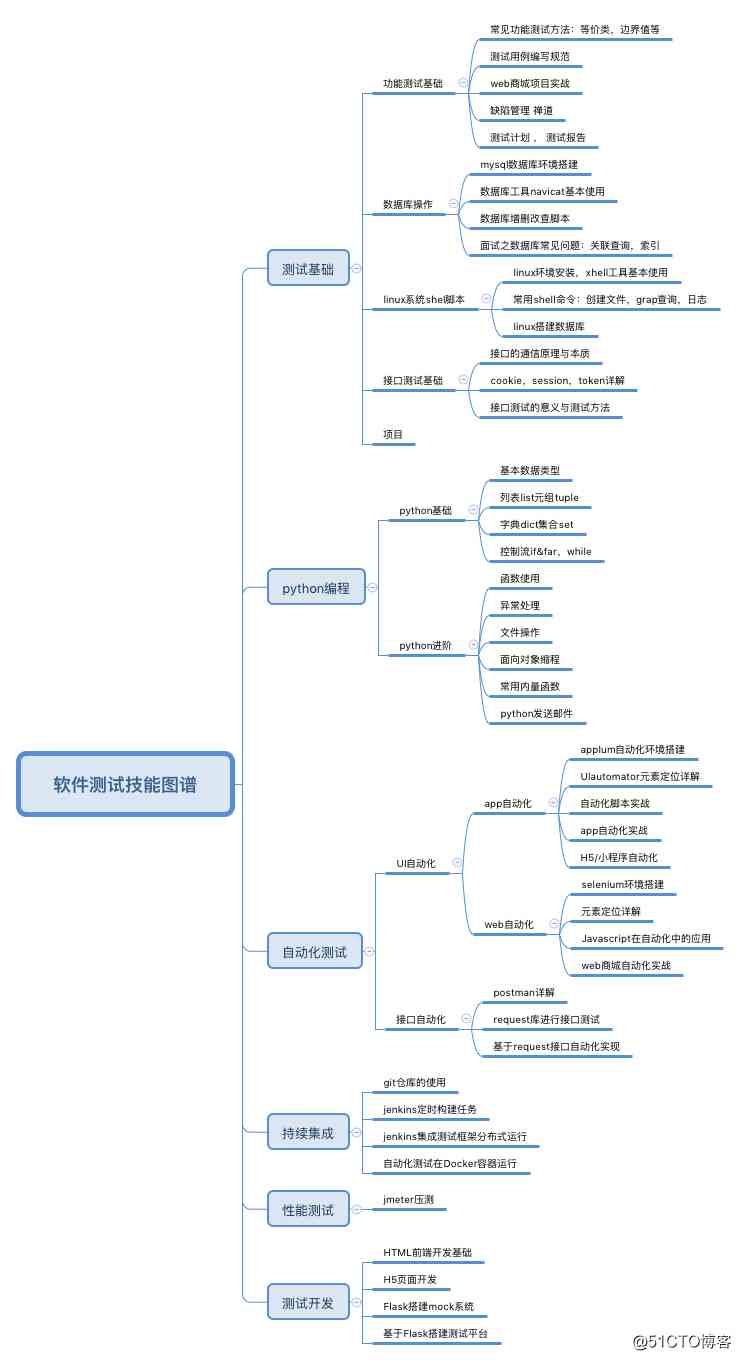 软件测试技能图谱
测试基础
功能测试基础
常见功能测试方法：等价类，边界值等
测试用例编写规范
web商城项目实战
缺陷管理 禅道
测试计划 ， 测试报告
数据库操作
mysql数据库环境搭建
数据库工具navicat基本使用
数据库增删改查脚本
面试之数据库常见问题：关联查询，索引
linux系统shel脚本
linux环境安装，xhell工具基本使用
常用shell命令：创建文件，grap查询，日志
linux搭建数据库
接口测试基础
接口的通信原理与本质
cookie，session，token详解
接口测试的意义与测试方法
项目
python编程
python基础
基本数据类型
列表list元组tuple
字典dict集合set
控制流if&far，while
python进阶
函数使用
异常处理
文件操作
面向对象缩程
常用内量函数
python发送邮件
自动化测试
UI自动化
app自动化
applum自动化环境搭建
UIautomator元素定位详解
自动化脚本实战
app自动化实战
H5/小程序自动化
web自动化
selenium环境搭建
元素定位详解
Javascript在自动化中的应用
web商城自动化实战
接口自动化
postman详解
request库进行接口测试
基于request接口自动化实现
持续集成
git仓库的使用
jenkins定时构建任务
jenkins集成测试框架分布式运行
自动化测试在Docker容器运行
性能测试
jmeter压测
测试开发
HTML前端开发基础
H5页面开发
Flask搭建mock系统
基于Flask搭建测试平台
@51CTO博客